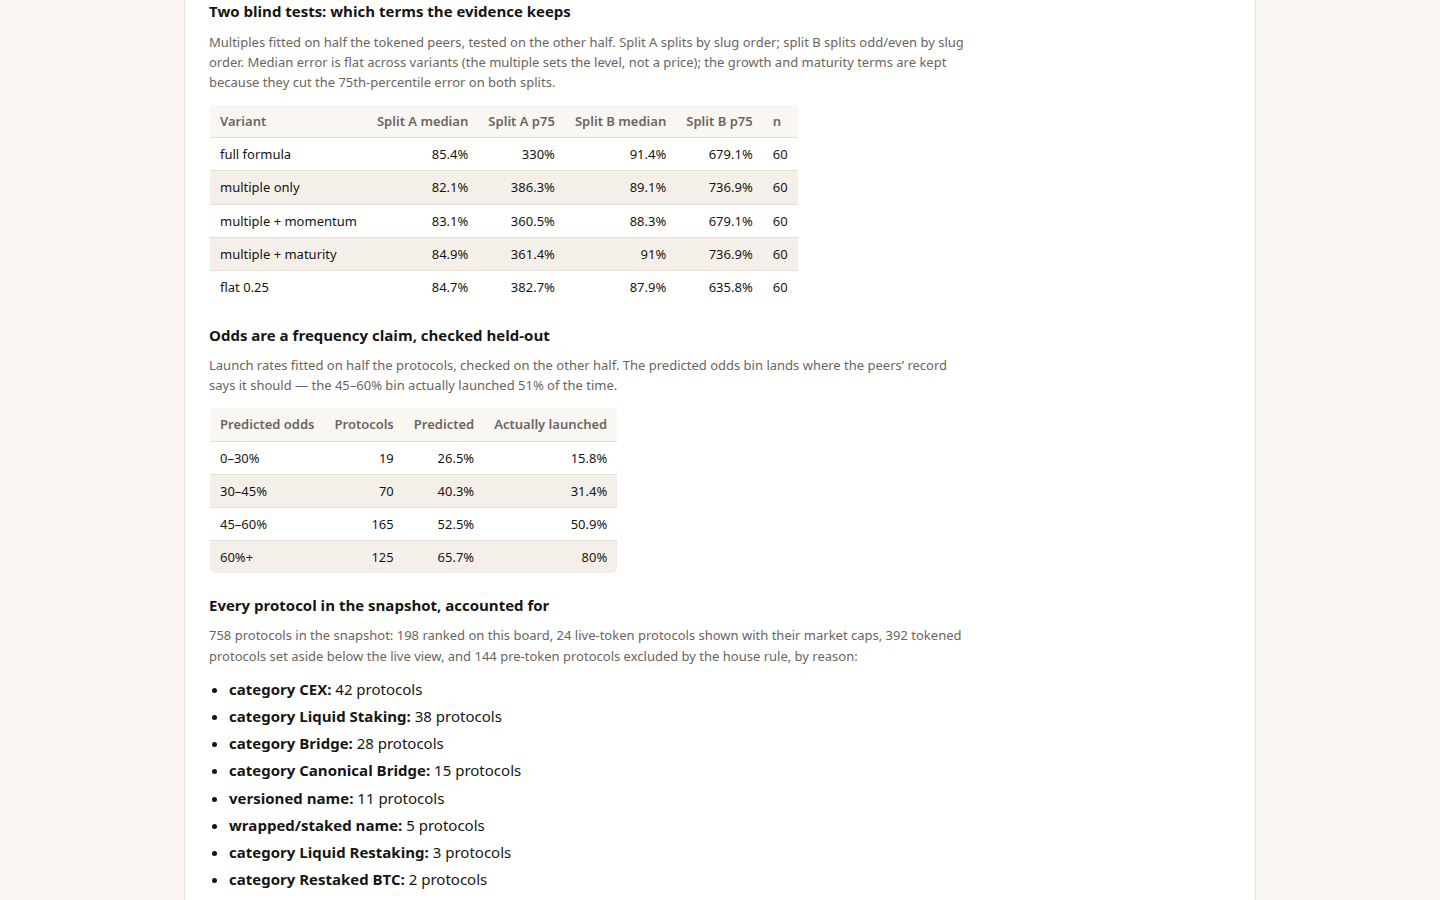 Two blind tests: which terms the evidence keeps
Multiples fitted on half the tokened peers, tested on the other half. Split A splits by slug order; split B splits odd/even by slug
order. Median error is flat across variants (the multiple sets the level, not a price); the growth and maturity terms are kept
because they cut the 75th-percentile error on both splits.
Variant Split A median Split A p75 Split B median Split B p75 n
full formula 85.4% 330% 91.4% 679.1% 60
multiple only 82.1% 386.3% 89.1% 736.9% 60
multiple + momentum 83.1% 360.5% 88.3% 679.1% 60
multiple + maturity 84.9% 361.4% 91% 736.9% 60
flat 0.25 84.7% 382.7% 87.9% 635.8% 60
Odds are a frequency claim, checked held-out
Launch rates fitted on half the protocols, checked on the other half. The predicted odds bin lands where the peers’ record
says it should — the 45–60% bin actually launched 51% of the time.
Predicted odds Protocols Predicted Actually launched
0–30% 19 26.5% 15.8%
30–45% 70 40.3% 31.4%
45–60% 165 52.5% 50.9%
60%+ 125 65.7% 80%
Every protocol in the snapshot, accounted for
758 protocols in the snapshot: 198 ranked on this board, 24 live-token protocols shown with their market caps, 392 tokened
protocols set aside below the live view, and 144 pre-token protocols excluded by the house rule, by reason:
• category CEX: 42 protocols
• category Liquid Staking: 38 protocols
• category Bridge: 28 protocols
• category Canonical Bridge: 15 protocols
• versioned name: 11 protocols
• wrapped/staked name: 5 protocols
• category Liquid Restaking: 3 protocols
• category Restaked BTC: 2 protocols